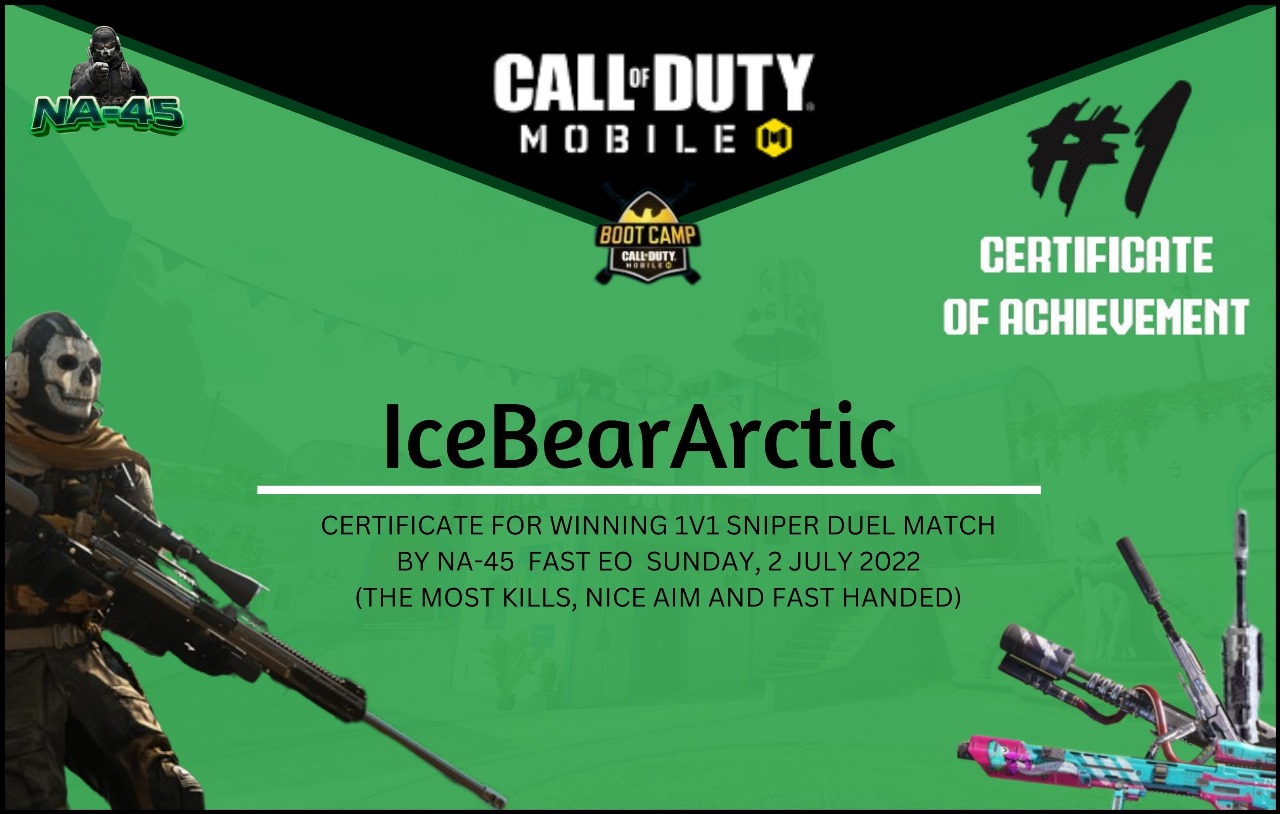 NA-45
CALL OF DUTY
MOBILE
BOOT CAMP
CALL OF DUTY
MOBILE
#1
CERTIFICATE
OF ACHIEVEMENT
IceBearArctic
CERTIFICATE FOR WINNING 1V1 SNIPER DUEL MATCH
BY NA-45 FAST EO SUNDAY, 2 JULY 2022
(THE MOST KILLS, NICE AIM AND FAST HANDED)